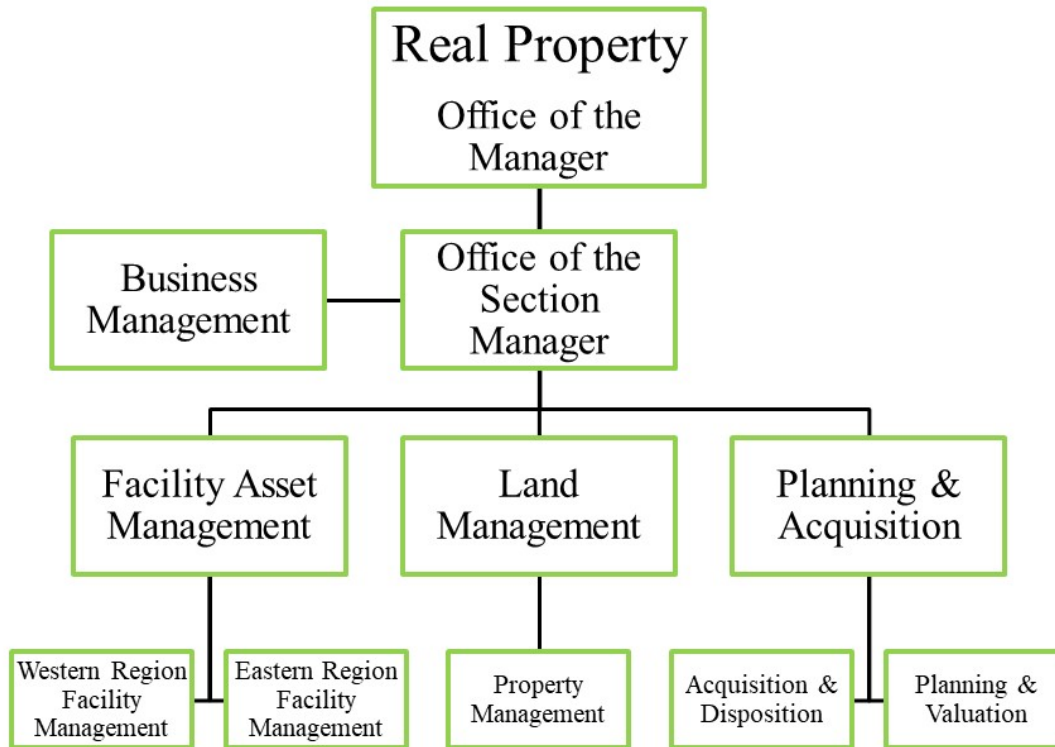 Real Property
Office of the
Manager
Business
Management
Office of the
Section
Manager
Facility Asset
Management
Land
Management
Planning &
Acquisition
Western Region
Facility
Management
Eastern Region
Facility
Management
Property
Management
Acquisition &
Disposition
Planning &
Valuation